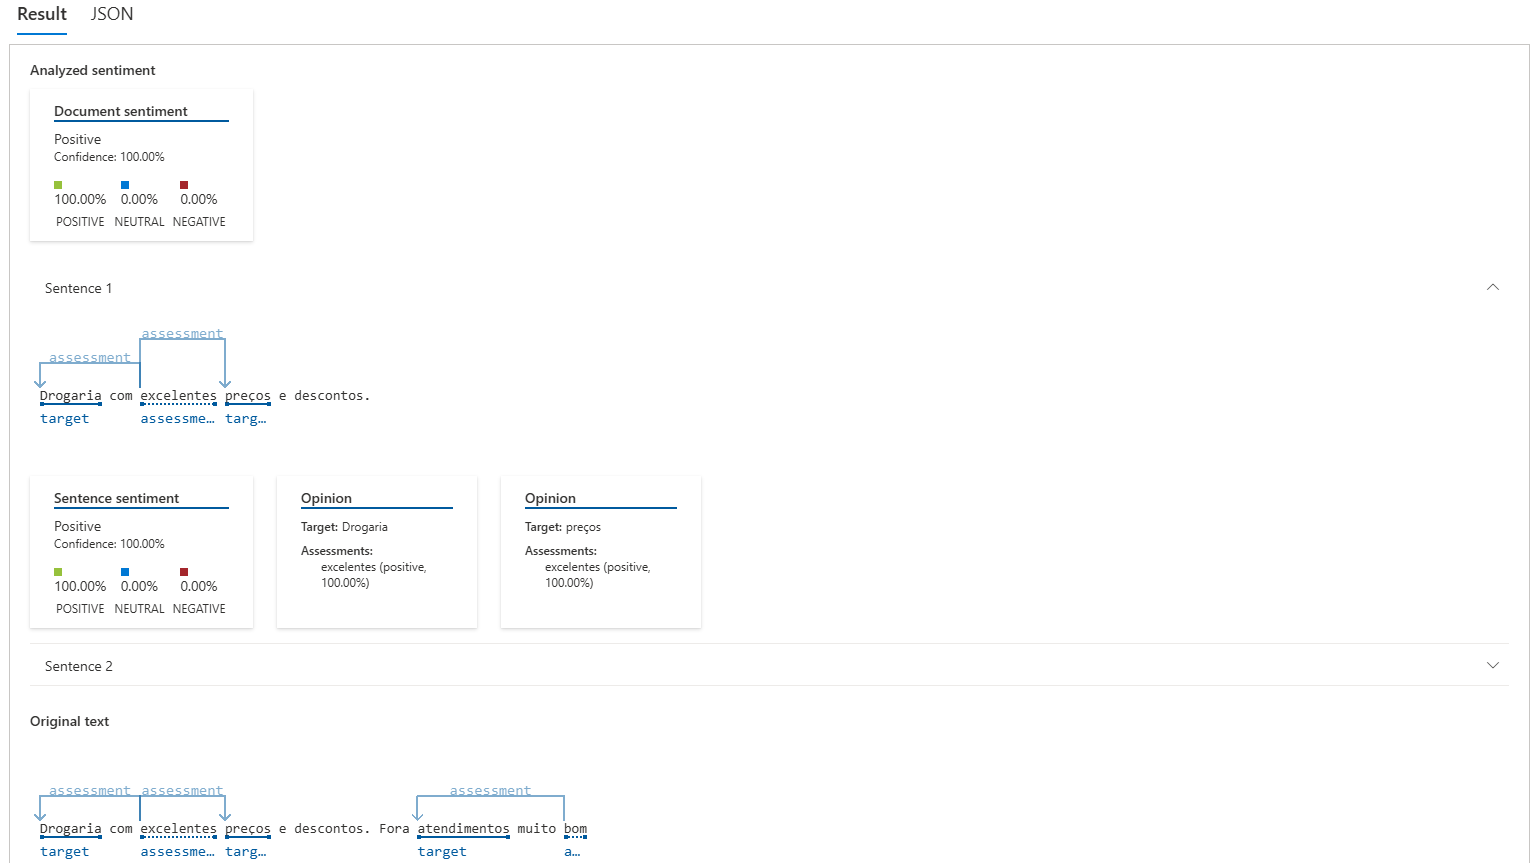 Result JSON
Analyzed sentiment
Document sentiment
Positive
Confidence: 100.00%
100.00% 0.00% 0.00%
POSITIVE NEUTRAL NEGATIVE
Sentence 1
assessment
assessment
Drogaria com excelentes preços e descontos.
target assessme… targ…
Sentence sentiment
Positive
Confidence: 100.00%
100.00% 0.00% 0.00%
POSITIVE NEUTRAL NEGATIVE
Opinion
Target: Drogaria
Assessments:
excelentes (positive,
100.00%)
Opinion
Target: preços
Assessments:
excelentes (positive,
100.00%)
Sentence 2
Original text
assessment assessment assessment
Drogaria com excelentes preços e descontos. Fora atendimentos muito bom
target assessme… targ… target a…